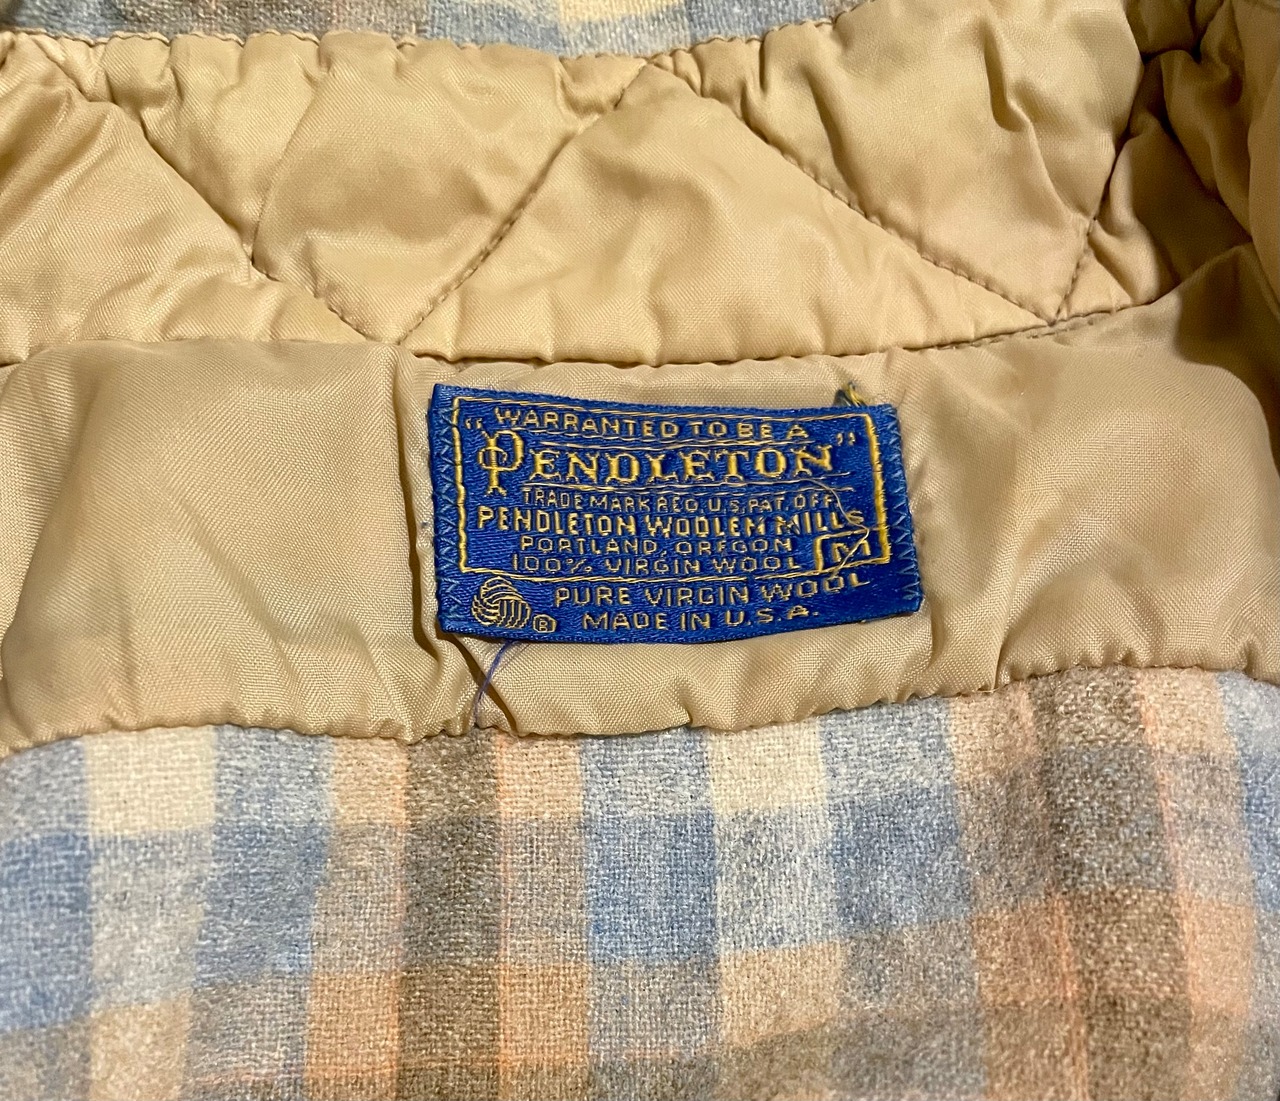 WARRANTED TO BE A
"PENDLETON"
TRADE MARK REG. U.S. PAT. OFF.
PENDLETON WOOLEN MILLS
PORTLAND, OREGON
100% VIRGIN WOOL M
PURE VIRGIN WOOL
® MADE IN U.S.A.